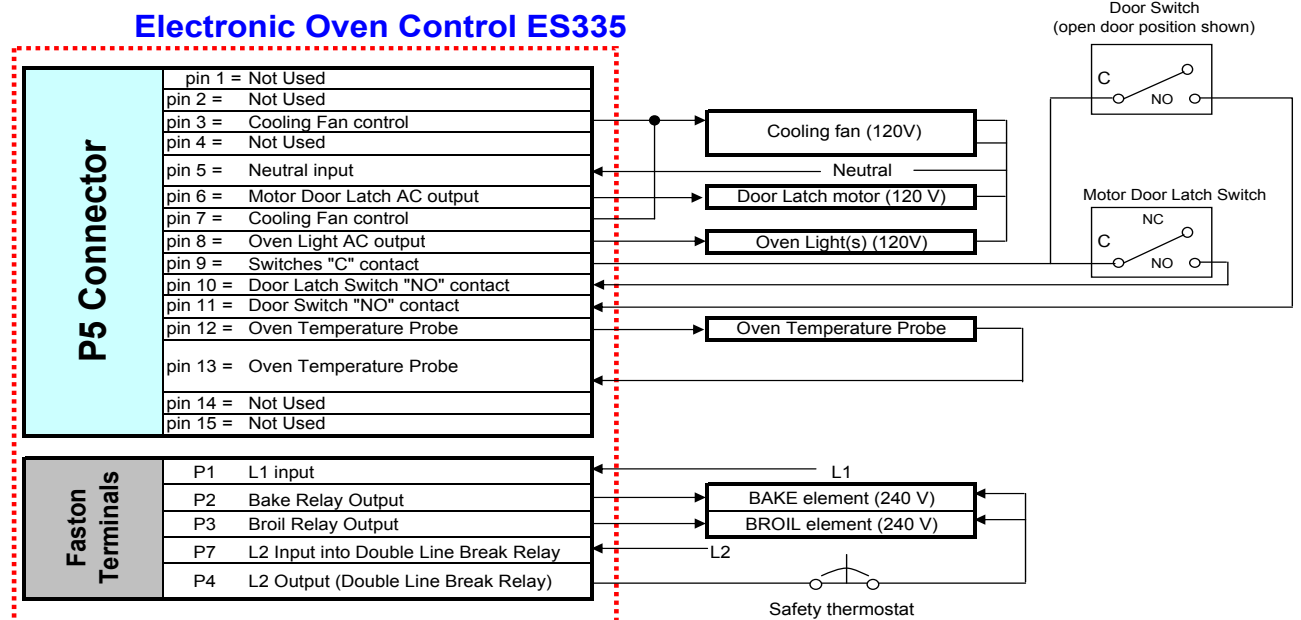 Electronic Oven Control ES335
Door Switch
(open door position shown)
C
NO
P5 Connector
pin 1 = Not Used
pin 2 = Not Used
pin 3 = Cooling Fan control
pin 4 = Not Used
pin 5 = Neutral input
pin 6 = Motor Door Latch AC output
pin 7 = Cooling Fan control
pin 8 = Oven Light AC output
pin 9 = Switches "C" contact
pin 10 = Door Latch Switch "NO" contact
pin 11 = Door Switch "NO" contact
pin 12 = Oven Temperature Probe
pin 13 = Oven Temperature Probe
pin 14 = Not Used
pin 15 = Not Used
Cooling fan (120V)
Neutral
Door Latch motor (120 V)
Oven Light(s) (120V)
Oven Temperature Probe
Motor Door Latch Switch
NC
C
NO
Faston
Terminals
P1 L1 input
P2 Bake Relay Output
P3 Broil Relay Output
P7 L2 Input into Double Line Break Relay
P4 L2 Output (Double Line Break Relay)
L1
BAKE element (240 V)
BROIL element (240 V)
L2
Safety thermostat